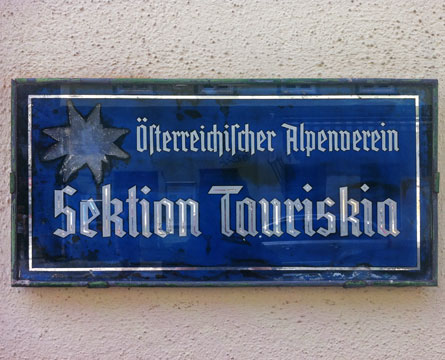 Öſterreichiſcher Alpenverein
Sektion Tauriskia